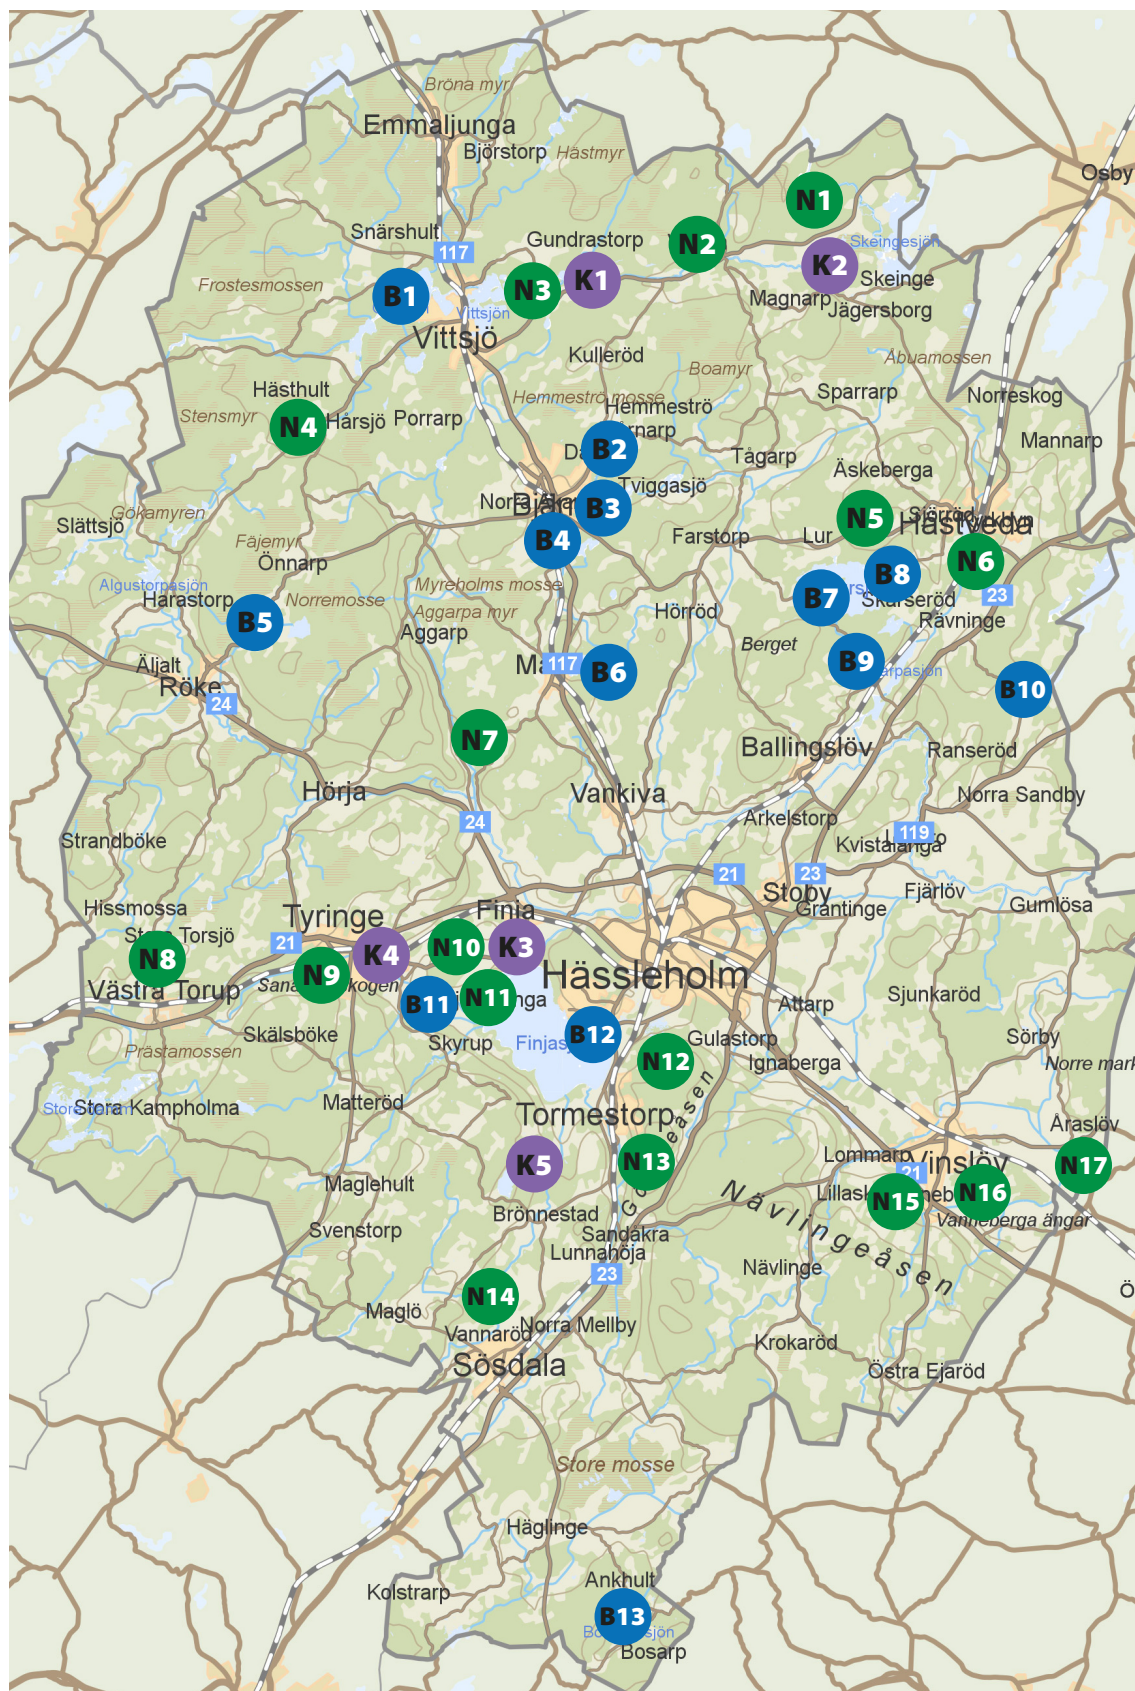 Bröna myr
Emmaljunga
Björstorp
Hästmyr
Osby
N1
Snärshult
Gundrastorp
N2
Skeingesjön
117
K2
Skeinge
Frostesmossen
K1
N3
B1
Magnarp
Jägersborg
Vittsjön
Vittsjö
Kulleröd
Åbuamossen
Boamyr
Hästhult
Sparrarp
Norreskog
Hemmeströ mosse
Hemmeströ
Stensmyr
Hårsjö
Porrarp
N4
Mannarp
B2
Tågarp
Äskeberga
Tviggasjö
Gökamyren
Slättsjö
B3
N5
Hästveda
Farstorp
Lur
Fäjemyr
B4
Önnarp
N6
B8
Algustorpasjön
Myreholms mosse
Harastorp
Norremosse
23
B7
Skärseröd
Aggarpa myr
Hörröd
B5
Aggarp
Rävninge
Berget
Äljalt
117
B6
B9
Röke
24
B10
N7
Ballingslöv
Ranseröd
Hörja
Vankiva
Norra Sandby
24
Arkelstorp
Strandböke
119
Kvistalånga
21
23
Stoby
Fjärlöv
Hissmossa
Tyringe
Finja
Gräntinge
Gumlösa
Torsjö
21
N10
K3
K4
N8
N9
Hässleholm
Västra Torup
B11
N11
Sjunkaröd
Attarp
Skälsböke
Skyrup
B12
Gulastorp
Sörby
Prästamossen
N12
Ignaberga
Norre mark
Matteröd
Stora Kampholma
Tormestorp
Åraslöv
K5
N13
Lommarp
Vinslöv
21
N17
Maglehult
N15
N16
Nävlingeåsen
Brönnestad
Vanneberga ängar
Svenstorp
Sandåkra
Lunnahöja
23
Nävlinge
N14
Maglö
Vannaröd
Norra Mellby
Krokaröd
Sösdala
Östra Ejaröd
Store mosse
Häglinge
Kolstrarp
Ankhult
B13
Bosarp